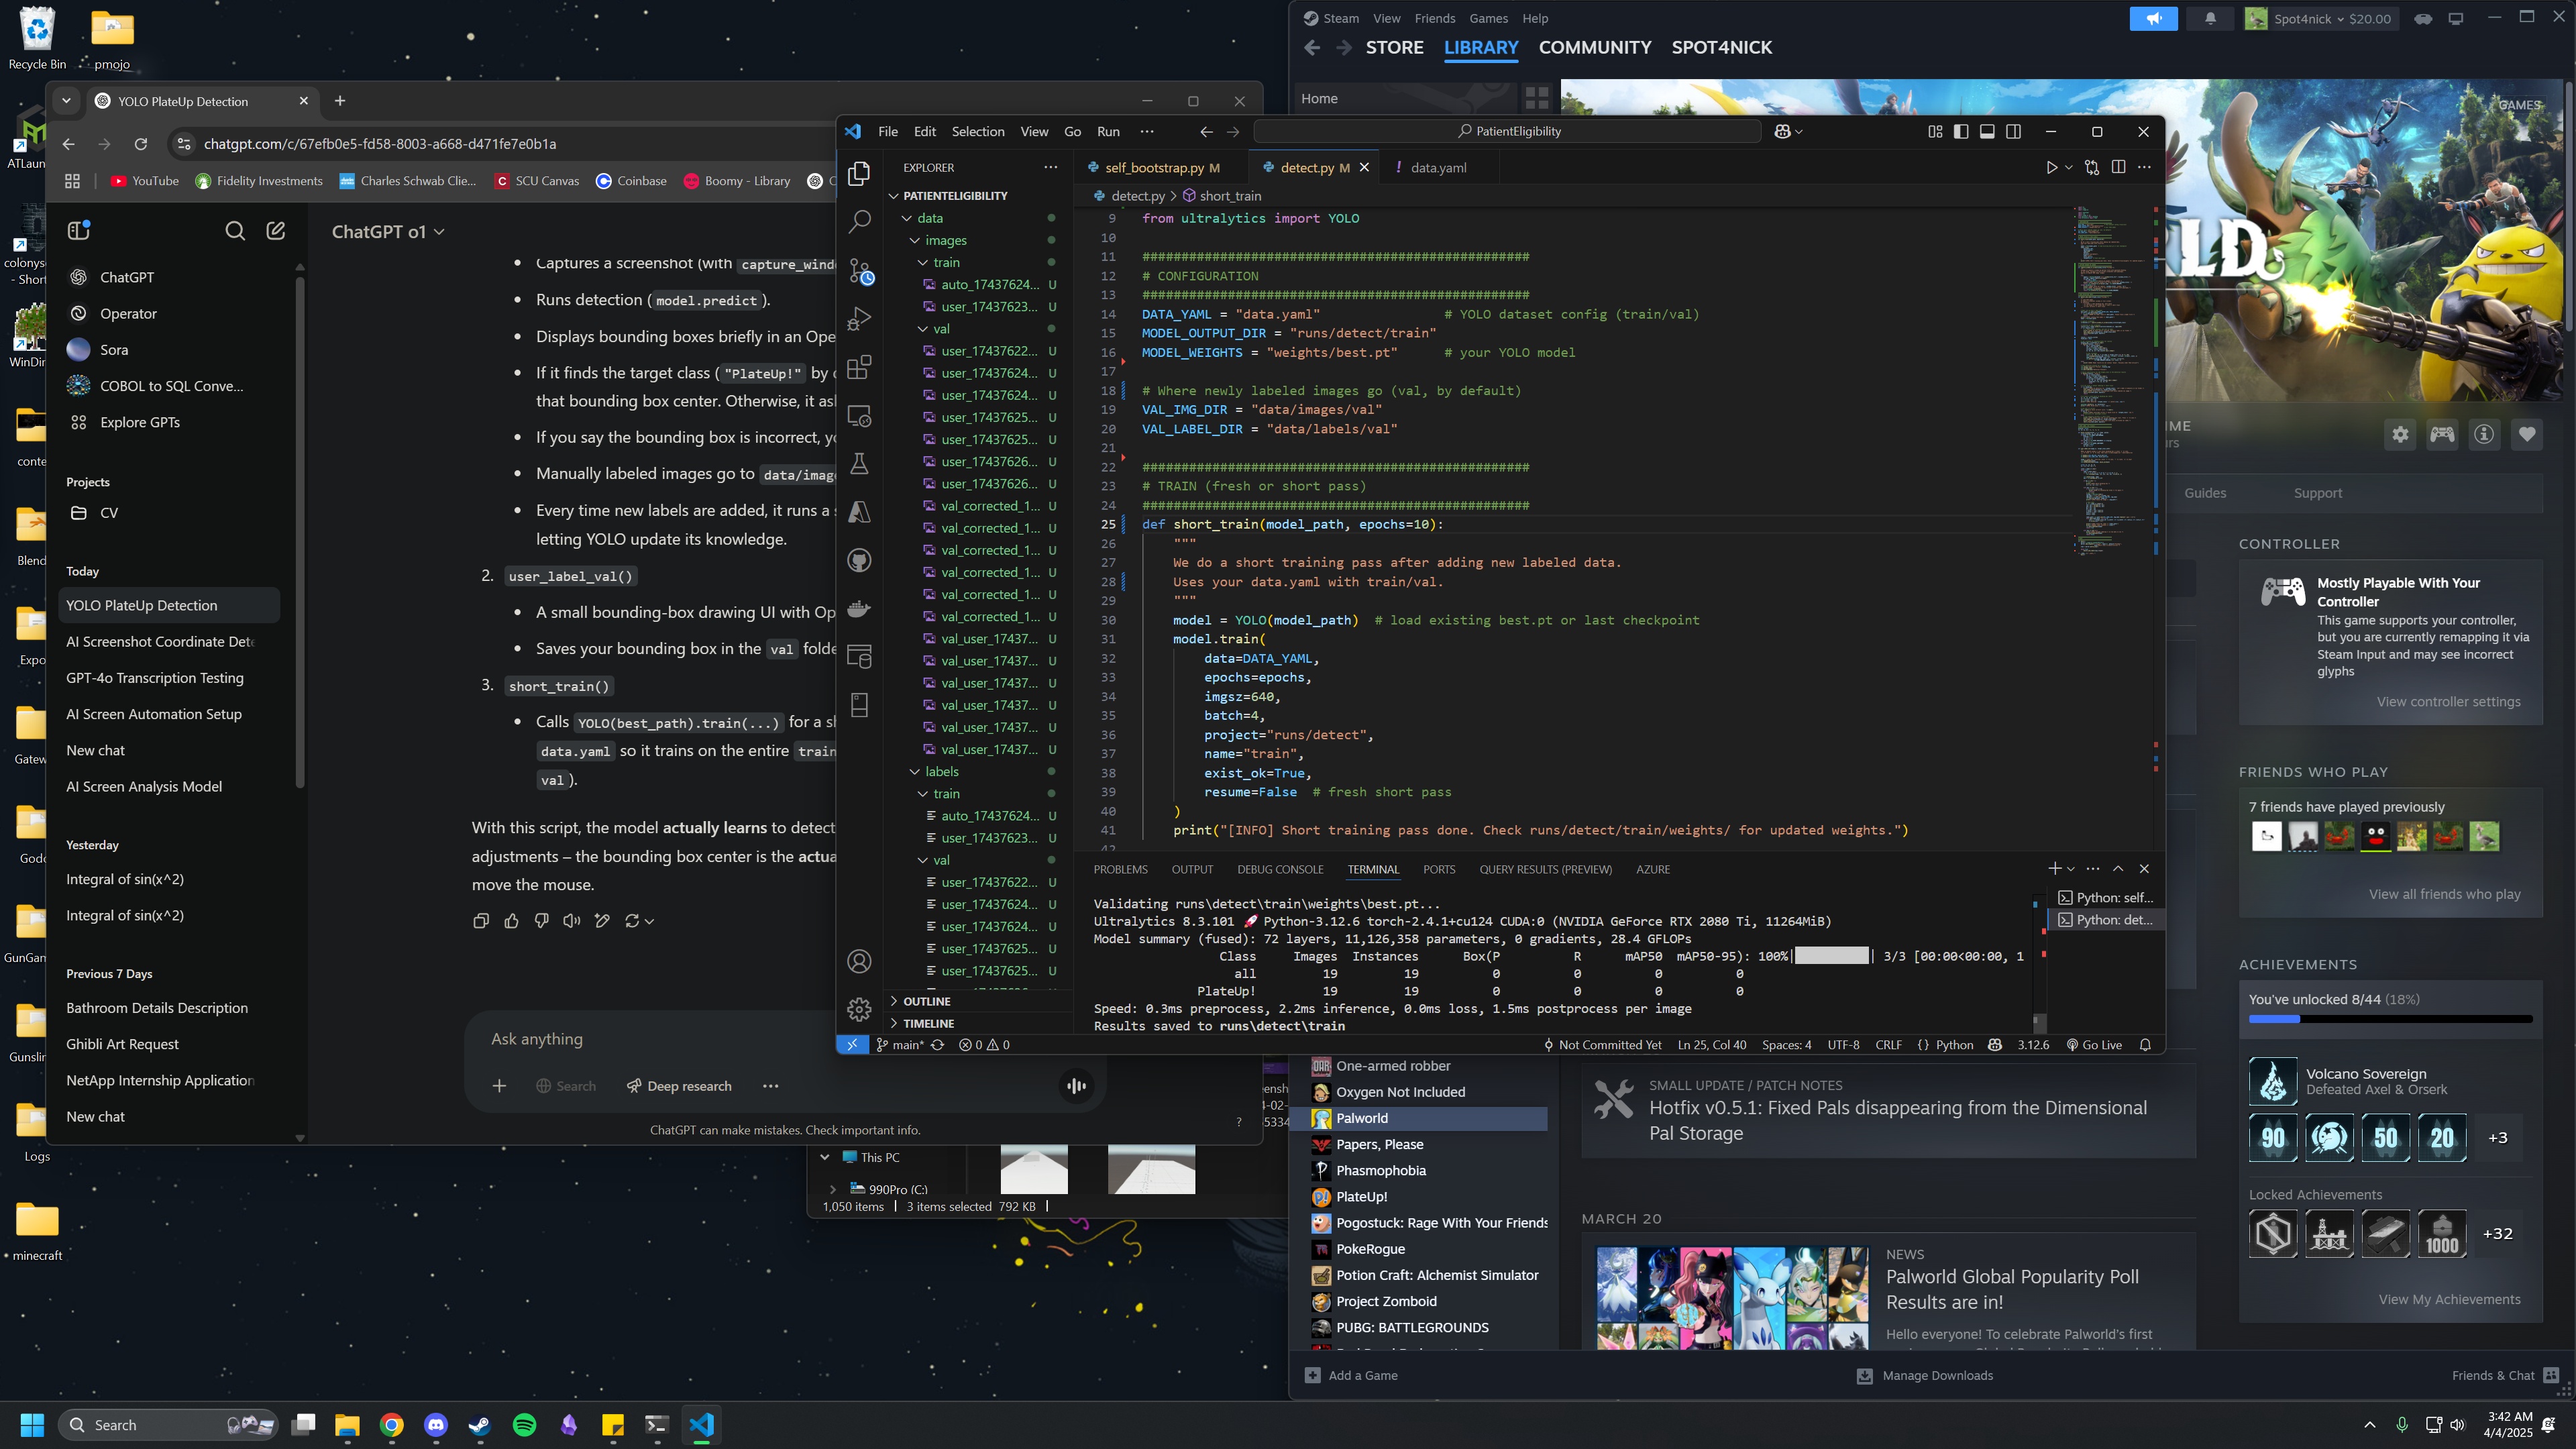 Recycle Bin
pmojo
ATLaun
colonys
- Short
WinDir
conte
Blend
Expo
Gatew
Godo
GunGam
Gunslin
Logs
minecraft
YOLO PlateUp Detection
chatgpt.com/c/67efb0e5-fd58-8003-a668-d471fe7e0b1a
YouTube
Fidelity Investments
Charles Schwab Clie...
SCU Canvas
Coinbase
Boomy - Library
ChatGPT
Operator
Sora
COBOL to SQL Conve...
Explore GPTs
Projects
CV
Today
YOLO PlateUp Detection
AI Screenshot Coordinate Dete
GPT-4o Transcription Testing
AI Screen Automation Setup
New chat
AI Screen Analysis Model
Yesterday
Integral of sin(x^2)
Integral of sin(x^2)
Previous 7 Days
Bathroom Details Description
Ghibli Art Request
NetApp Internship Application
New chat
ChatGPT o1
• Captures a screenshot (with capture_windo
• Runs detection (model.predict).
• Displays bounding boxes briefly in an Ope
• If it finds the target class ("PlateUp!" by d
that bounding box center. Otherwise, it as
• If you say the bounding box is incorrect, yo
• Manually labeled images go to data/imag
• Every time new labels are added, it runs a s
letting YOLO update its knowledge.
2. user_label_val()
• A small bounding-box drawing UI with Op
• Saves your bounding box in the val folde
3. short_train()
• Calls YOLO(best_path).train(...) for a sh
data.yaml so it trains on the entire train
val).
With this script, the model actually learns to detect
adjustments – the bounding box center is the actua
move the mouse.
Ask anything
Search
Deep research
ChatGPT can make mistakes. Check important info.
?
File Edit Selection View Go Run ···
PatientEligibility
EXPLORER
PATIENTELIGIBILITY
data
images
train
auto_17437624... U
user_17437623... U
val
user_17437622... U
user_17437624... U
user_17437624... U
user_17437625... U
user_17437625... U
user_17437626... U
user_17437626... U
val_corrected_1... U
val_corrected_1... U
val_corrected_1... U
val_corrected_1... U
val_corrected_1... U
val_corrected_1... U
val_user_17437... U
val_user_17437... U
val_user_17437... U
val_user_17437... U
val_user_17437... U
val_user_17437... U
labels
train
auto_17437624... U
user_17437623... U
val
user_17437622... U
user_17437624... U
user_17437624... U
user_17437625... U
user_17437625... U
OUTLINE
TIMELINE
self_bootstrap.py M
detect.py M
! data.yaml
detect.py > short_train
9 from ultralytics import YOLO
10
11 ##################################################
12 # CONFIGURATION
13 ##################################################
14 DATA_YAML = "data.yaml" # YOLO dataset config (train/val)
15 MODEL_OUTPUT_DIR = "runs/detect/train"
16 MODEL_WEIGHTS = "weights/best.pt" # your YOLO model
17
18 # Where newly labeled images go (val, by default)
19 VAL_IMG_DIR = "data/images/val"
20 VAL_LABEL_DIR = "data/labels/val"
21
22 ##################################################
23 # TRAIN (fresh or short pass)
24 ##################################################
25 def short_train(model_path, epochs=10):
26 """
27 We do a short training pass after adding new labeled data.
28 Uses your data.yaml with train/val.
29 """
30 model = YOLO(model_path) # load existing best.pt or last checkpoint
31 model.train(
32 data=DATA_YAML,
33 epochs=epochs,
34 imgsz=640,
35 batch=4,
36 project="runs/detect",
37 name="train",
38 exist_ok=True,
39 resume=False # fresh short pass
40 )
41 print("[INFO] Short training pass done. Check runs/detect/train/weights/ for updated weights.")
42
PROBLEMS OUTPUT DEBUG CONSOLE TERMINAL PORTS QUERY RESULTS (PREVIEW) AZURE
Validating runs\detect\train\weights\best.pt...
Ultralytics 8.3.101 🚀 Python-3.12.6 torch-2.4.1+cu124 CUDA:0 (NVIDIA GeForce RTX 2080 Ti, 11264MiB)
Model summary (fused): 72 layers, 11,126,358 parameters, 0 gradients, 28.4 GFLOPs
Class Images Instances Box(P R mAP50 mAP50-95): 100%| | 3/3 [00:00<00:00, 1
all 19 19 0 0 0 0
PlateUp! 19 19 0 0 0 0
Speed: 0.3ms preprocess, 2.2ms inference, 0.0ms loss, 1.5ms postprocess per image
Results saved to runs\detect\train
Python: self...
Python: det...
main*
0 0
Not Committed Yet Ln 25, Col 40 Spaces: 4 UTF-8 CRLF {} Python 3.12.6 Go Live
This PC
990Pro (C:)
1,050 items 3 items selected 792 KB
Steam View Friends Games Help
Spot4nick $20.00
STORE LIBRARY COMMUNITY SPOT4NICK
Home
GAMES
LD
IME
rs
Guides Support
CONTROLLER
Mostly Playable With Your
Controller
This game supports your controller,
but you are currently remapping it via
Steam Input and may see incorrect
glyphs
View controller settings
FRIENDS WHO PLAY
7 friends have played previously
View all friends who play
ACHIEVEMENTS
You've unlocked 8/44 (18%)
Volcano Sovereign
Defeated Axel & Orserk
90 50 20 +3
Locked Achievements
1000 +32
View My Achievements
One-armed robber
Oxygen Not Included
Palworld
Papers, Please
Phasmophobia
PlateUp!
Pogostuck: Rage With Your Friends
PokeRogue
Potion Craft: Alchemist Simulator
Project Zomboid
PUBG: BATTLEGROUNDS
SMALL UPDATE / PATCH NOTES
Hotfix v0.5.1: Fixed Pals disappearing from the Dimensional
Pal Storage
MARCH 20
NEWS
Palworld Global Popularity Poll
Results are in!
Hello everyone! To celebrate Palworld's first
Add a Game
Manage Downloads
Friends & Chat
Search
3:42 AM
4/4/2025